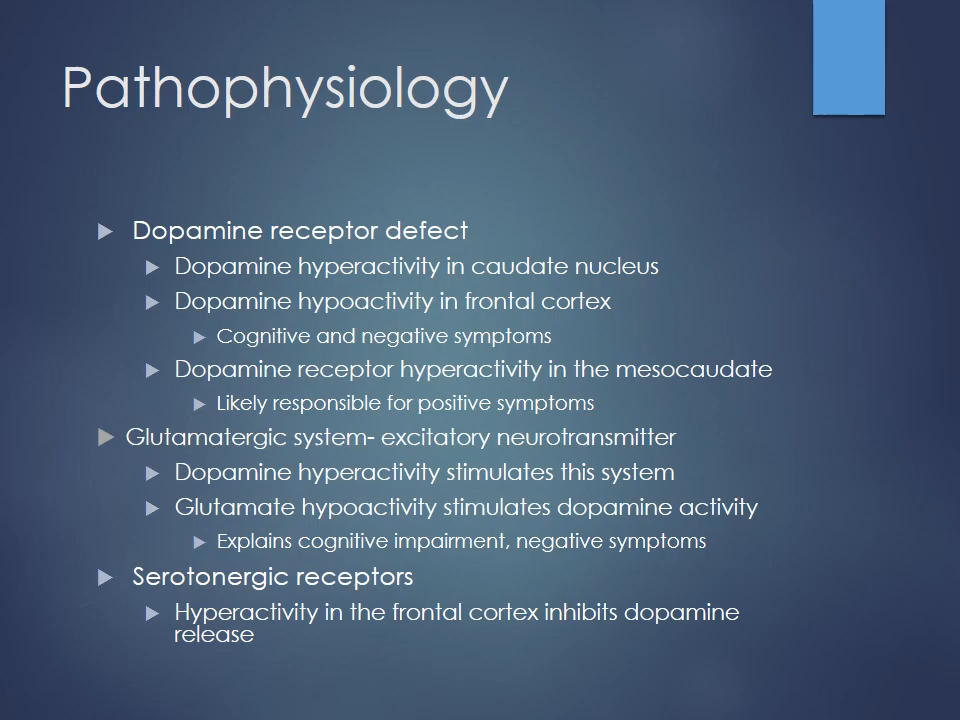 Pathophysiology
Dopamine receptor defect
Dopamine hyperactivity in caudate nucleus
Dopamine hypoactivity in frontal cortex
Cognitive and negative symptoms
Dopamine receptor hyperactivity in the mesocaudate
Likely responsible for positive symptoms
Glutamatergic system- excitatory neurotransmitter
Dopamine hyperactivity stimulates this system
Glutamate hypoactivity stimulates dopamine activity
Explains cognitive impairment, negative symptoms
Serotonergic receptors
Hyperactivity in the frontal cortex inhibits dopamine
release